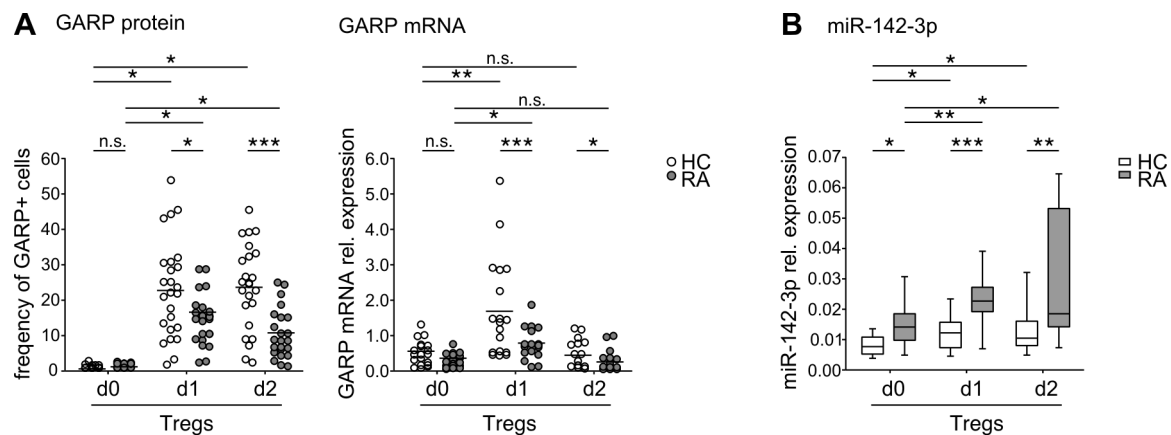 A GARP protein
GARP mRNA
B miR-142-3p
*
*
*
*
n.s.
*
***
freqency of GARP+ cells
60
50
40
30
20
10
0
d0 d1 d2
Tregs
n.s.
**
n.s.
*
n.s.
***
*
GARP mRNA rel. expression
6.0
5.0
4.0
3.0
2.0
1.0
0.0
d0 d1 d2
Tregs
HC
RA
*
*
*
**
*
***
**
miR-142-3p rel. expression
0.07
0.06
0.05
0.04
0.03
0.02
0.01
0.00
d0 d1 d2
Tregs
HC
RA